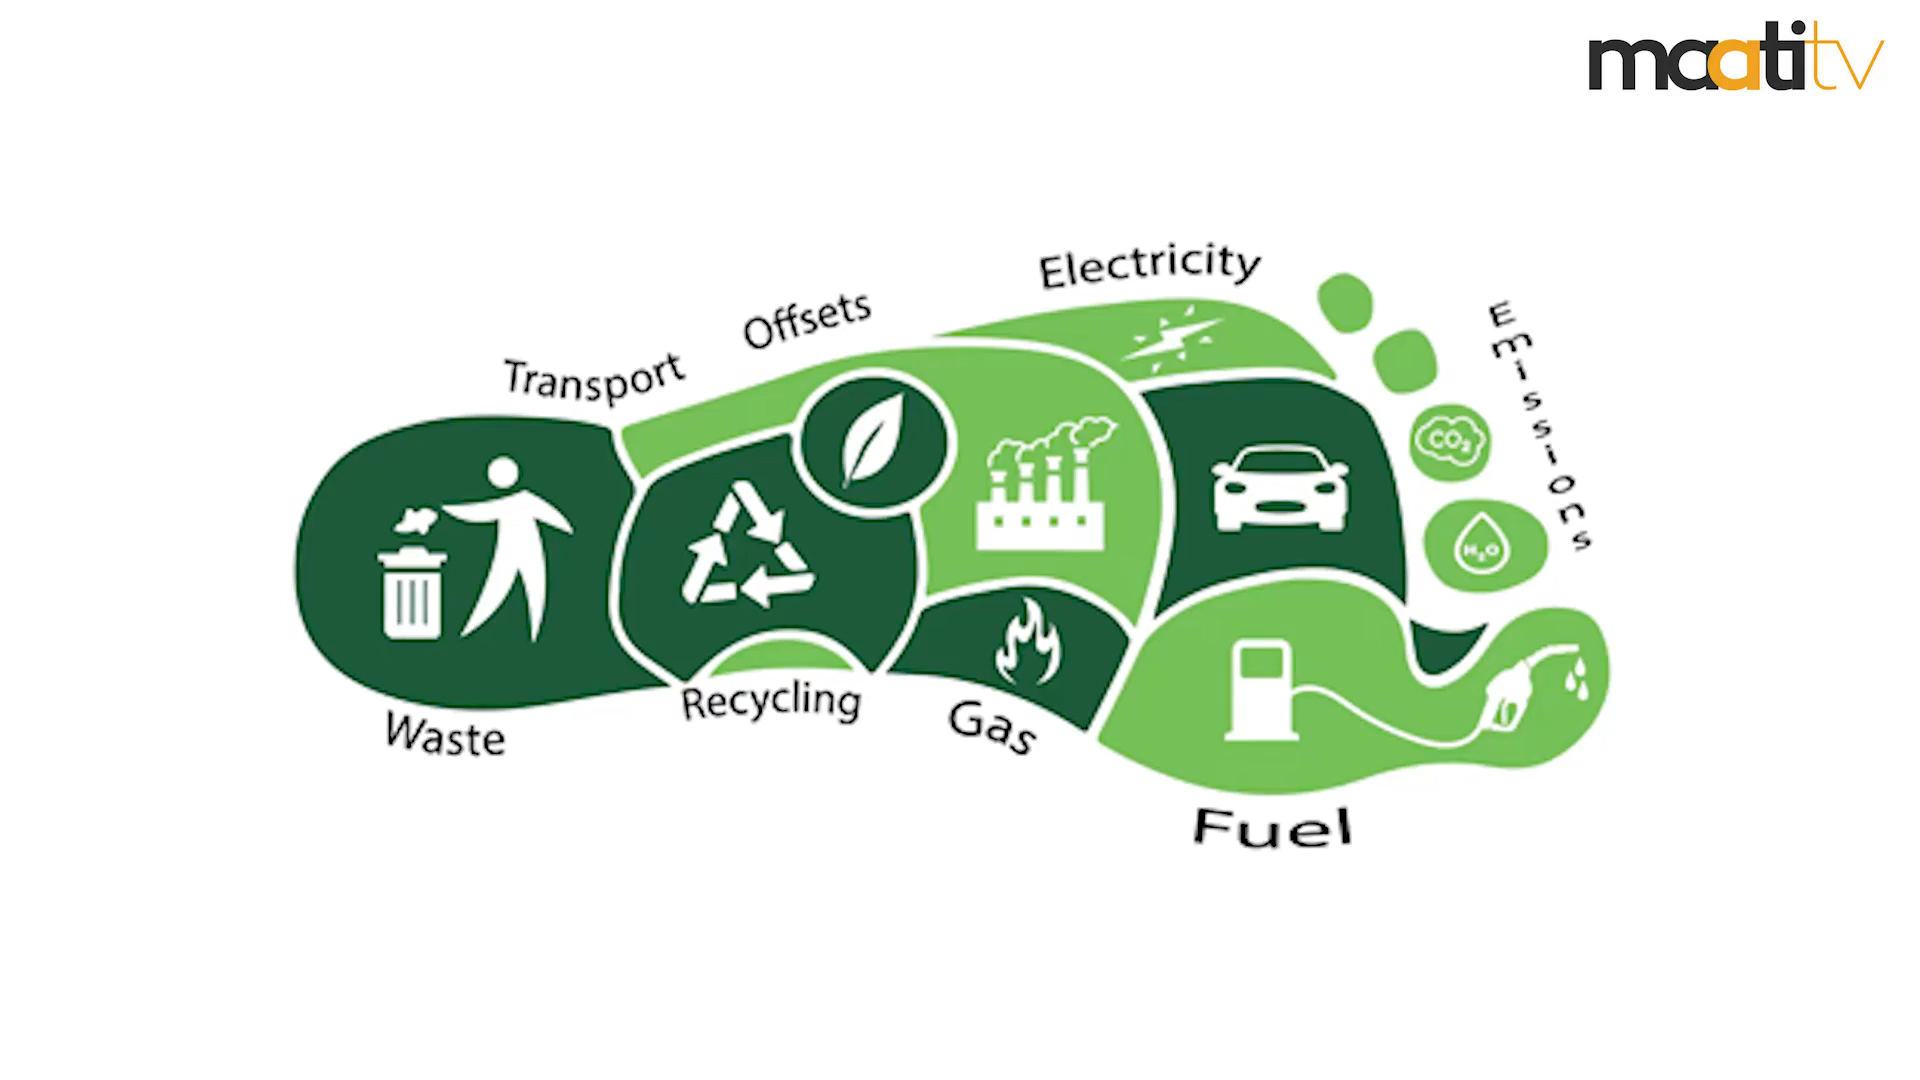 maatitv
Electricity
Offsets
Transport
Emissions
CO₂
H₂O
Waste
Recycling
Gas
Fuel